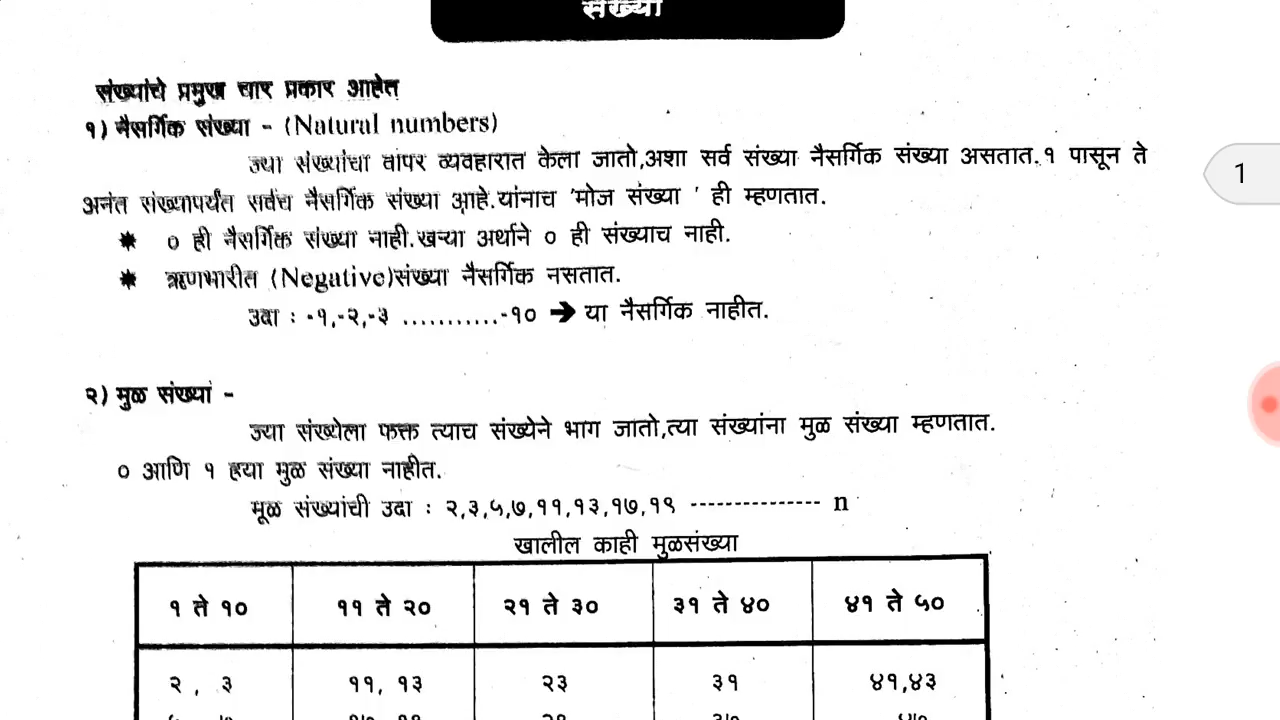 संख्या
संख्यांचे प्रमुख चार प्रकार आहेत
१) नैसर्गिक संख्या - (Natural numbers)
ज्या संख्यांचा वापर व्यवहारात केला जातो,अशा सर्व संख्या नैसर्गिक संख्या असतात.१ पासून ते
अनंत संख्यापर्यंत सर्वच नैसर्गिक संख्या आहे.यांनाच 'मोज संख्या ' ही म्हणतात.
✷ ० ही नैसर्गिक संख्या नाही.खऱ्या अर्थाने ० ही संख्याच नाही.
✷ ऋणभारीत (Negative)संख्या नैसर्गिक नसतात.
उदा : -१,-२,-३ ...........-१० ➔ या नैसर्गिक नाहीत.
1
२) मुळ संख्या -
ज्या संख्येला फक्त त्याच संख्येने भाग जातो,त्या संख्यांना मुळ संख्या म्हणतात.
० आणि १ हया मुळ संख्या नाहीत.
मूळ संख्यांची उदा : २,३,५,७,११,१३,१७,१९ --------------- n
खालील काही मुळसंख्या
१ ते १० ११ ते २० २१ ते ३० ३१ ते ४० ४१ ते ५०
२ , ३ ११, १३ २३ ३१ ४१,४३